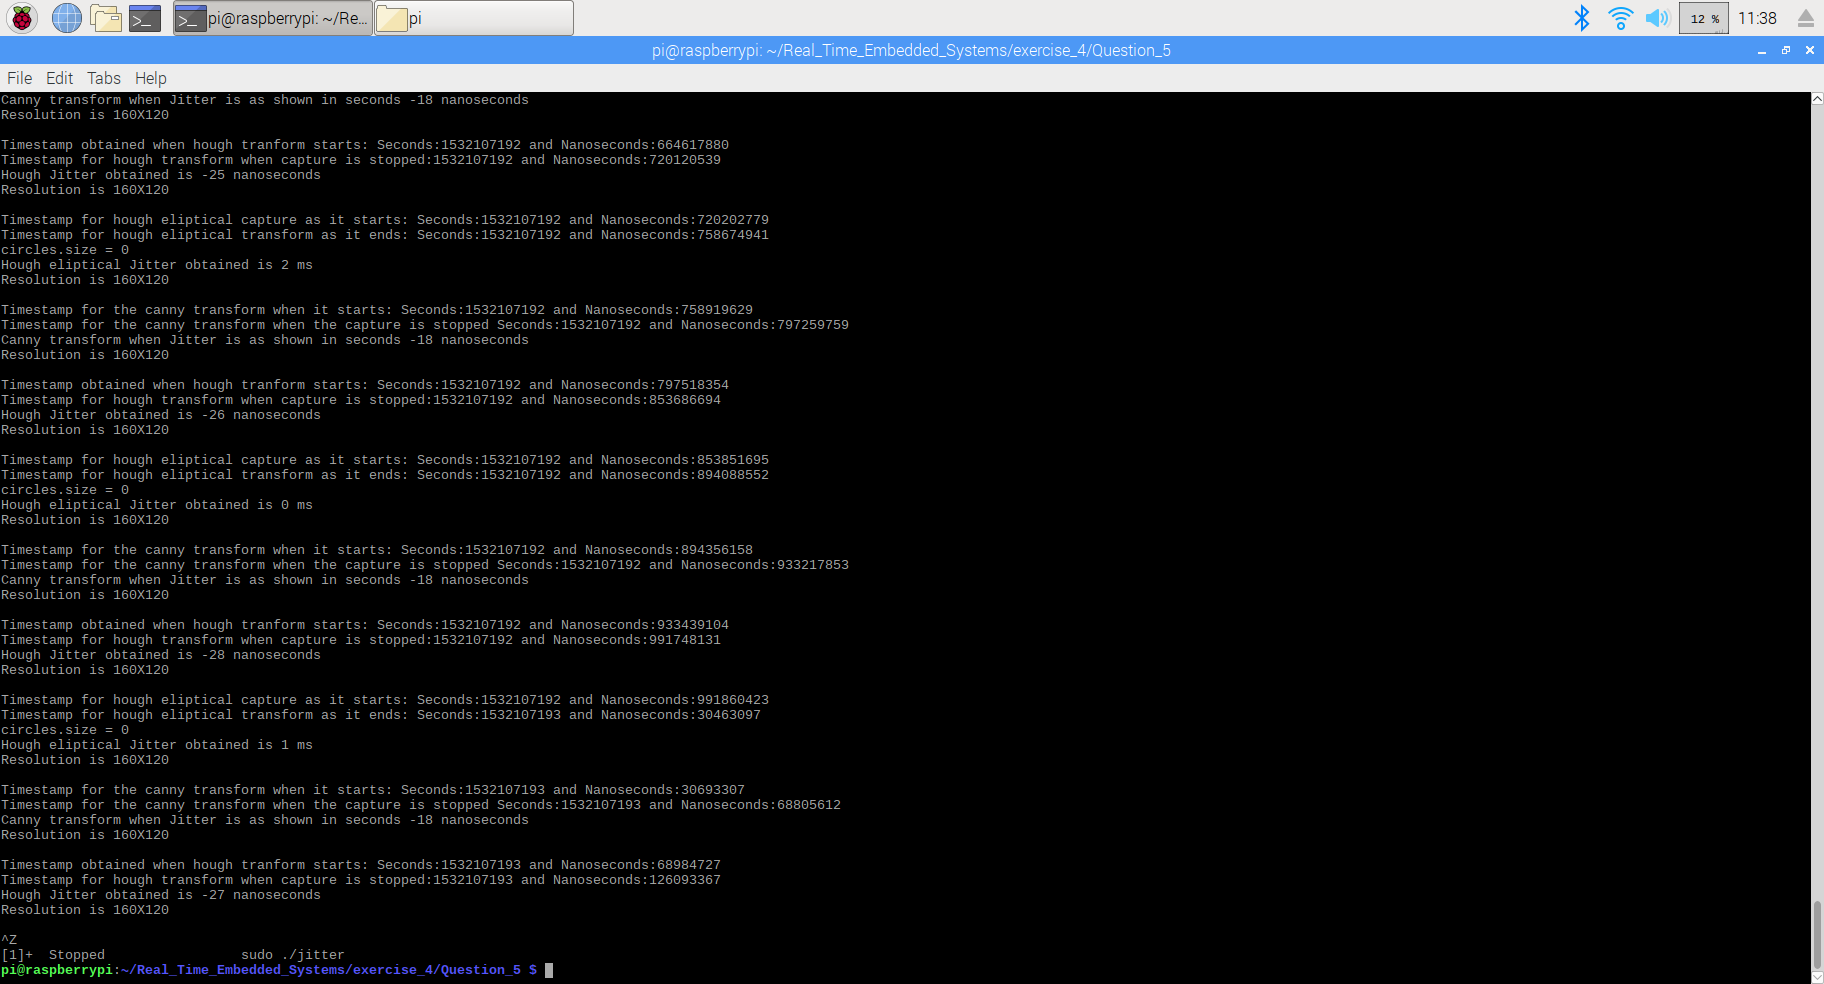 pi@raspberrypi: ~/Re...
pi
12 %
11:38
pi@raspberrypi: ~/Real_Time_Embedded_Systems/exercise_4/Question_5
File Edit Tabs Help
Canny transform when Jitter is as shown in seconds -18 nanoseconds
Resolution is 160X120
Timestamp obtained when hough tranform starts: Seconds:1532107192 and Nanoseconds:664617880
Timestamp for hough transform when capture is stopped:1532107192 and Nanoseconds:720120539
Hough Jitter obtained is -25 nanoseconds
Resolution is 160X120
Timestamp for hough eliptical capture as it starts: Seconds:1532107192 and Nanoseconds:720202779
Timestamp for hough eliptical transform as it ends: Seconds:1532107192 and Nanoseconds:758674941
circles.size = 0
Hough eliptical Jitter obtained is 2 ms
Resolution is 160X120
Timestamp for the canny transform when it starts: Seconds:1532107192 and Nanoseconds:758919629
Timestamp for the canny transform when the capture is stopped Seconds:1532107192 and Nanoseconds:797259759
Canny transform when Jitter is as shown in seconds -18 nanoseconds
Resolution is 160X120
Timestamp obtained when hough tranform starts: Seconds:1532107192 and Nanoseconds:797518354
Timestamp for hough transform when capture is stopped:1532107192 and Nanoseconds:853686694
Hough Jitter obtained is -26 nanoseconds
Resolution is 160X120
Timestamp for hough eliptical capture as it starts: Seconds:1532107192 and Nanoseconds:853851695
Timestamp for hough eliptical transform as it ends: Seconds:1532107192 and Nanoseconds:894088552
circles.size = 0
Hough eliptical Jitter obtained is 0 ms
Resolution is 160X120
Timestamp for the canny transform when it starts: Seconds:1532107192 and Nanoseconds:894356158
Timestamp for the canny transform when the capture is stopped Seconds:1532107192 and Nanoseconds:933217853
Canny transform when Jitter is as shown in seconds -18 nanoseconds
Resolution is 160X120
Timestamp obtained when hough tranform starts: Seconds:1532107192 and Nanoseconds:933439104
Timestamp for hough transform when capture is stopped:1532107192 and Nanoseconds:991748131
Hough Jitter obtained is -28 nanoseconds
Resolution is 160X120
Timestamp for hough eliptical capture as it starts: Seconds:1532107192 and Nanoseconds:991860423
Timestamp for hough eliptical transform as it ends: Seconds:1532107193 and Nanoseconds:30463097
circles.size = 0
Hough eliptical Jitter obtained is 1 ms
Resolution is 160X120
Timestamp for the canny transform when it starts: Seconds:1532107193 and Nanoseconds:30693307
Timestamp for the canny transform when the capture is stopped Seconds:1532107193 and Nanoseconds:68805612
Canny transform when Jitter is as shown in seconds -18 nanoseconds
Resolution is 160X120
Timestamp obtained when hough tranform starts: Seconds:1532107193 and Nanoseconds:68984727
Timestamp for hough transform when capture is stopped:1532107193 and Nanoseconds:126093367
Hough Jitter obtained is -27 nanoseconds
Resolution is 160X120
^Z
[1]+  Stopped                 sudo ./jitter
pi@raspberrypi:~/Real_Time_Embedded_Systems/exercise_4/Question_5 $